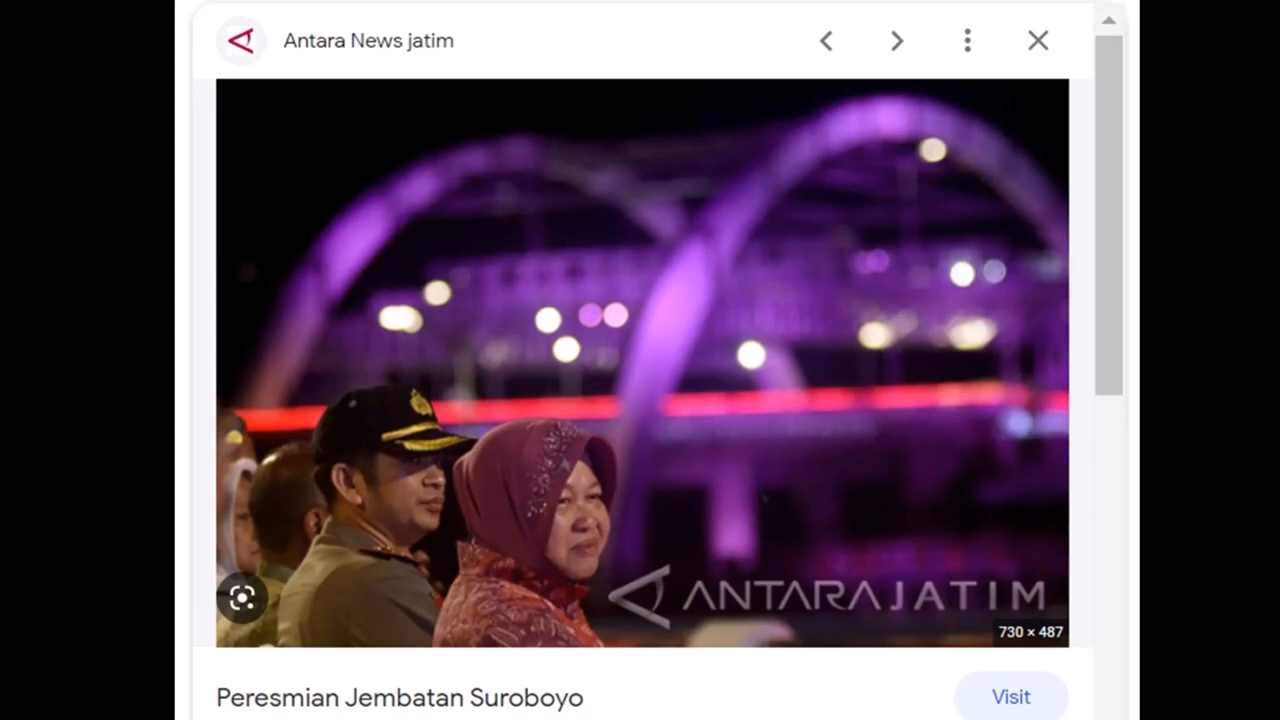 Antara News jatim
ANTARAJATIM
730 × 487
Peresmian Jembatan Suroboyo
Visit